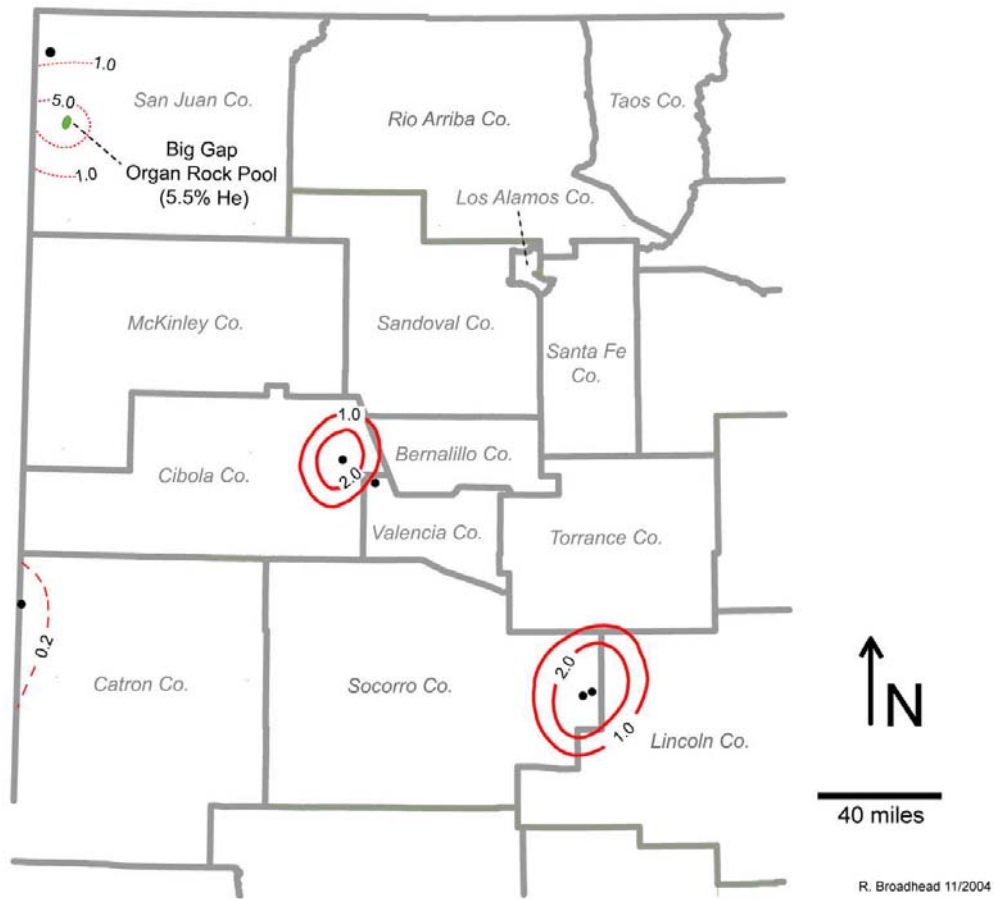 1.0
San Juan Co.
5.0
Taos Co.
Rio Arriba Co.
Big Gap
Organ Rock Pool
(5.5% He)
1.0
Los Alamos Co.
McKinley Co.
Sandoval Co.
Santa Fe
Co.
1.0
Bernalillo Co.
Cibola Co.
2.0
Valencia Co.
Torrance Co.
0.2
2.0
Catron Co.
Socorro Co.
1.0
Lincoln Co.
N
40 miles
R. Broadhead 11/2004